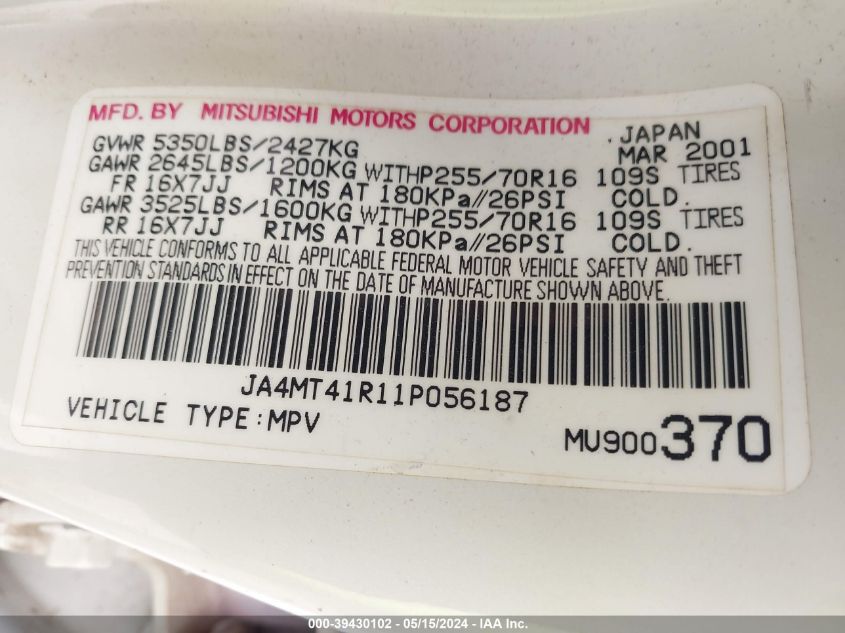 MFD. BY MITSUBISHI MOTORS CORPORATION , JAPAN
GVWR 5350LBS/2427KG MAR 2001
GAWR 2645LBS/1200KG WITHP255/70R16 109S TIRES
FR 16X7JJ RIMS AT 180KPa//26PSI COLD.
GAWR 3525LBS/1600KG WITHP255/70R16 109S TIRES
RR 16X7JJ RIMS AT 180KPa//26PSI COLD.
THIS VEHICLE CONFORMS TO ALL APPLICABLE FEDERAL MOTOR VEHICLE SAFETY AND THEFT
PREVENTION STANDARDS IN EFFECT ON THE DATE OF MANUFACTURE SHOWN ABOVE.
JA4MT41R11P056187
VEHICLE TYPE:MPV
MU900370
000-39430102 - 05/15/2024 - IAA Inc.